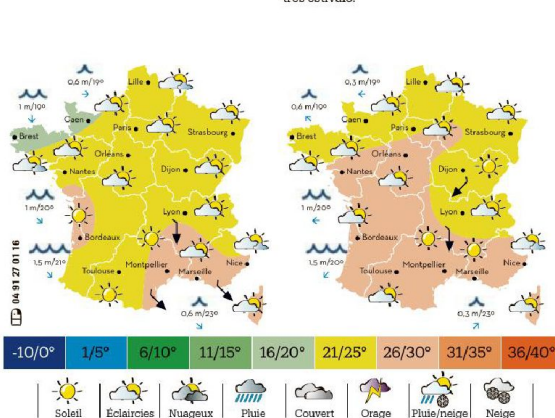 0,6 m/19°
Lille
1 m/19°
Caen
Paris
Brest
Strasbourg
Orléans
Nantes
Dijon
1 m/20°
Lyon
Bordeaux
1,5 m/21°
Toulouse
Montpellier
Nice
Marseille
0,6 m/23°
04 91 27 01 16
0,3 m/19°
Lille
0,6 m/19°
Caen
Paris
Brest
Strasbourg
Orléans
Nantes
Dijon
1 m/20°
Lyon
Bordeaux
1,5 m/20°
Toulouse
Montpellier
Nice
Marseille
0,3 m/23°
-10/0° 1/5° 6/10° 11/15° 16/20° 21/25° 26/30° 31/35° 36/40°
Soleil Éclaircies Nuageux Pluie Couvert Orage Pluie/neige Neige